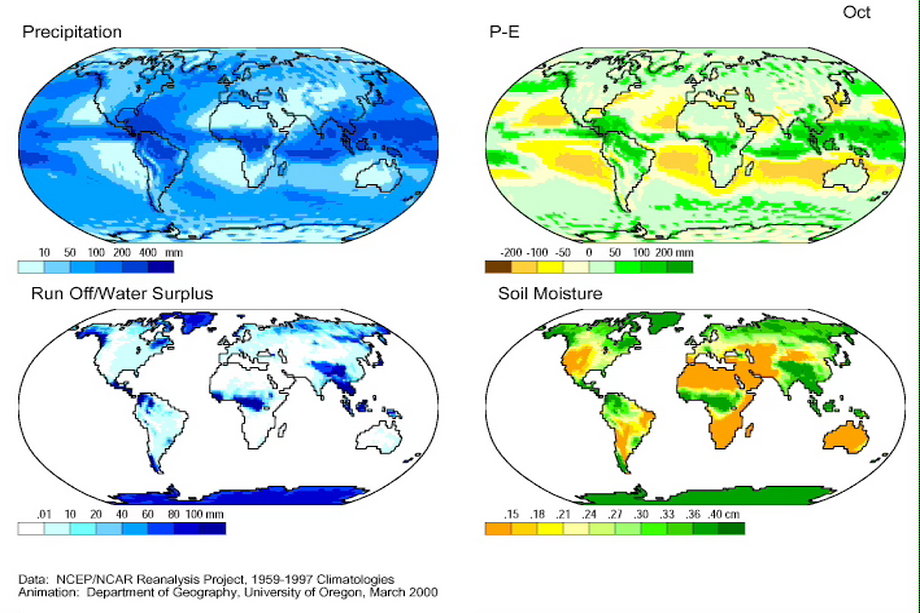 Oct
Precipitation
P-E
10 50 100 200 400 mm
-200 -100 -50 0 50 100 200 mm
Run Off/Water Surplus
Soil Moisture
.01 10 20 40 60 80 100 mm
.15 .18 .21 .24 .27 .30 .33 .36 .40 cm
Data: NCEP/NCAR Reanalysis Project, 1959-1997 Climatologies
Animation: Department of Geography, University of Oregon, March 2000